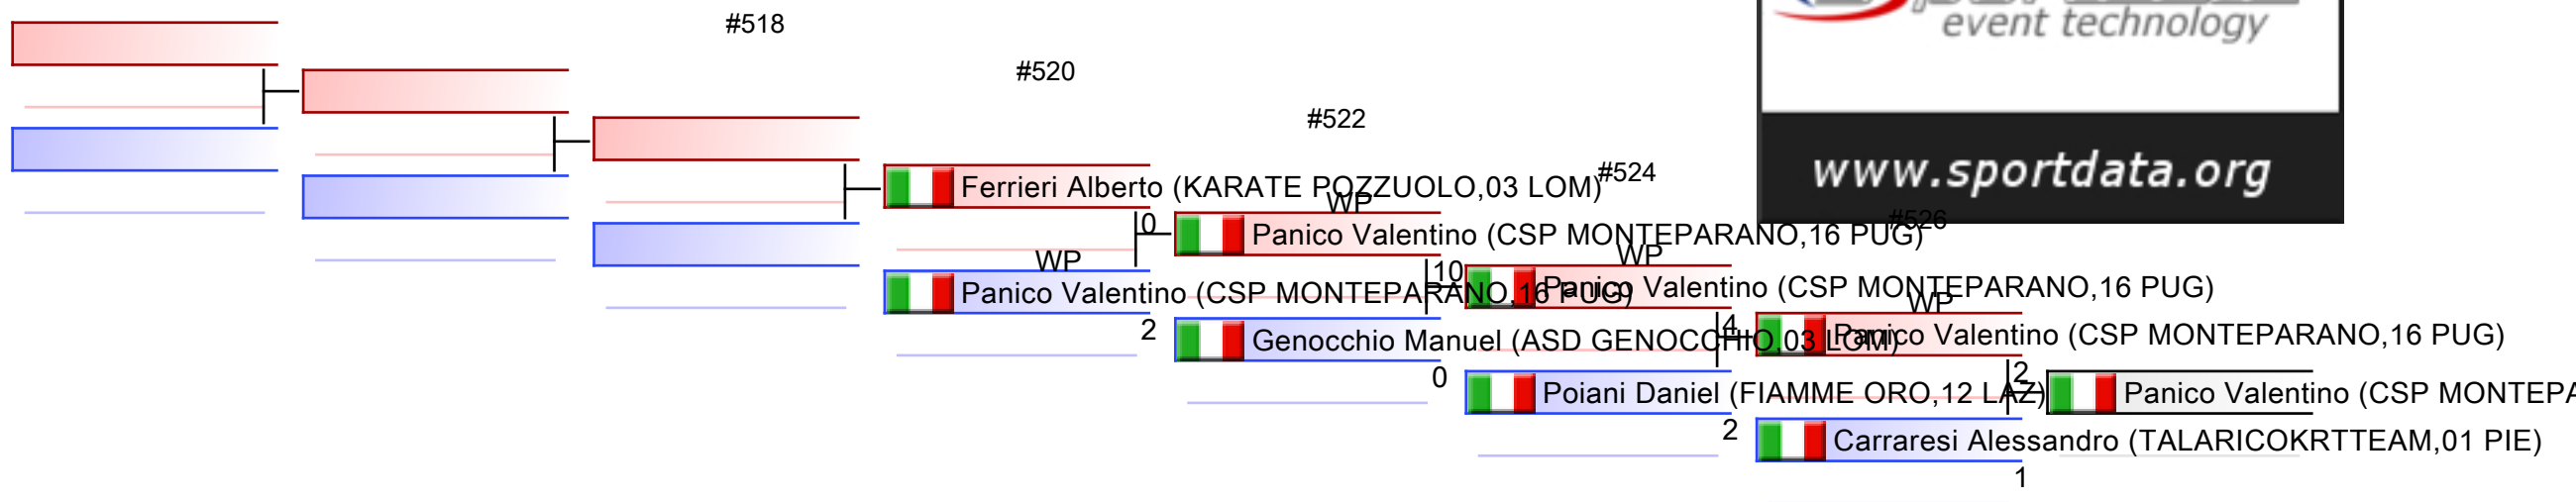 event technology
www.sportdata.org
#518
#520
#522
#524
#526
Ferrieri Alberto (KARATE POZZUOLO,03 LOM)
0
WP
Panico Valentino (CSP MONTEPARANO,16 PUG)
2
WP
Panico Valentino (CSP MONTEPARANO,16 PUG)
10
Genocchio Manuel (ASD GENOCCHIO,03 LOM)
0
WP
Panico Valentino (CSP MONTEPARANO,16 PUG)
4
Poiani Daniel (FIAMME ORO,12 LAZ)
2
WP
Panico Valentino (CSP MONTEPARANO,16 PUG)
2
Carraresi Alessandro (TALARICOKRTTEAM,01 PIE)
1
Panico Valentino (CSP MONTEPA